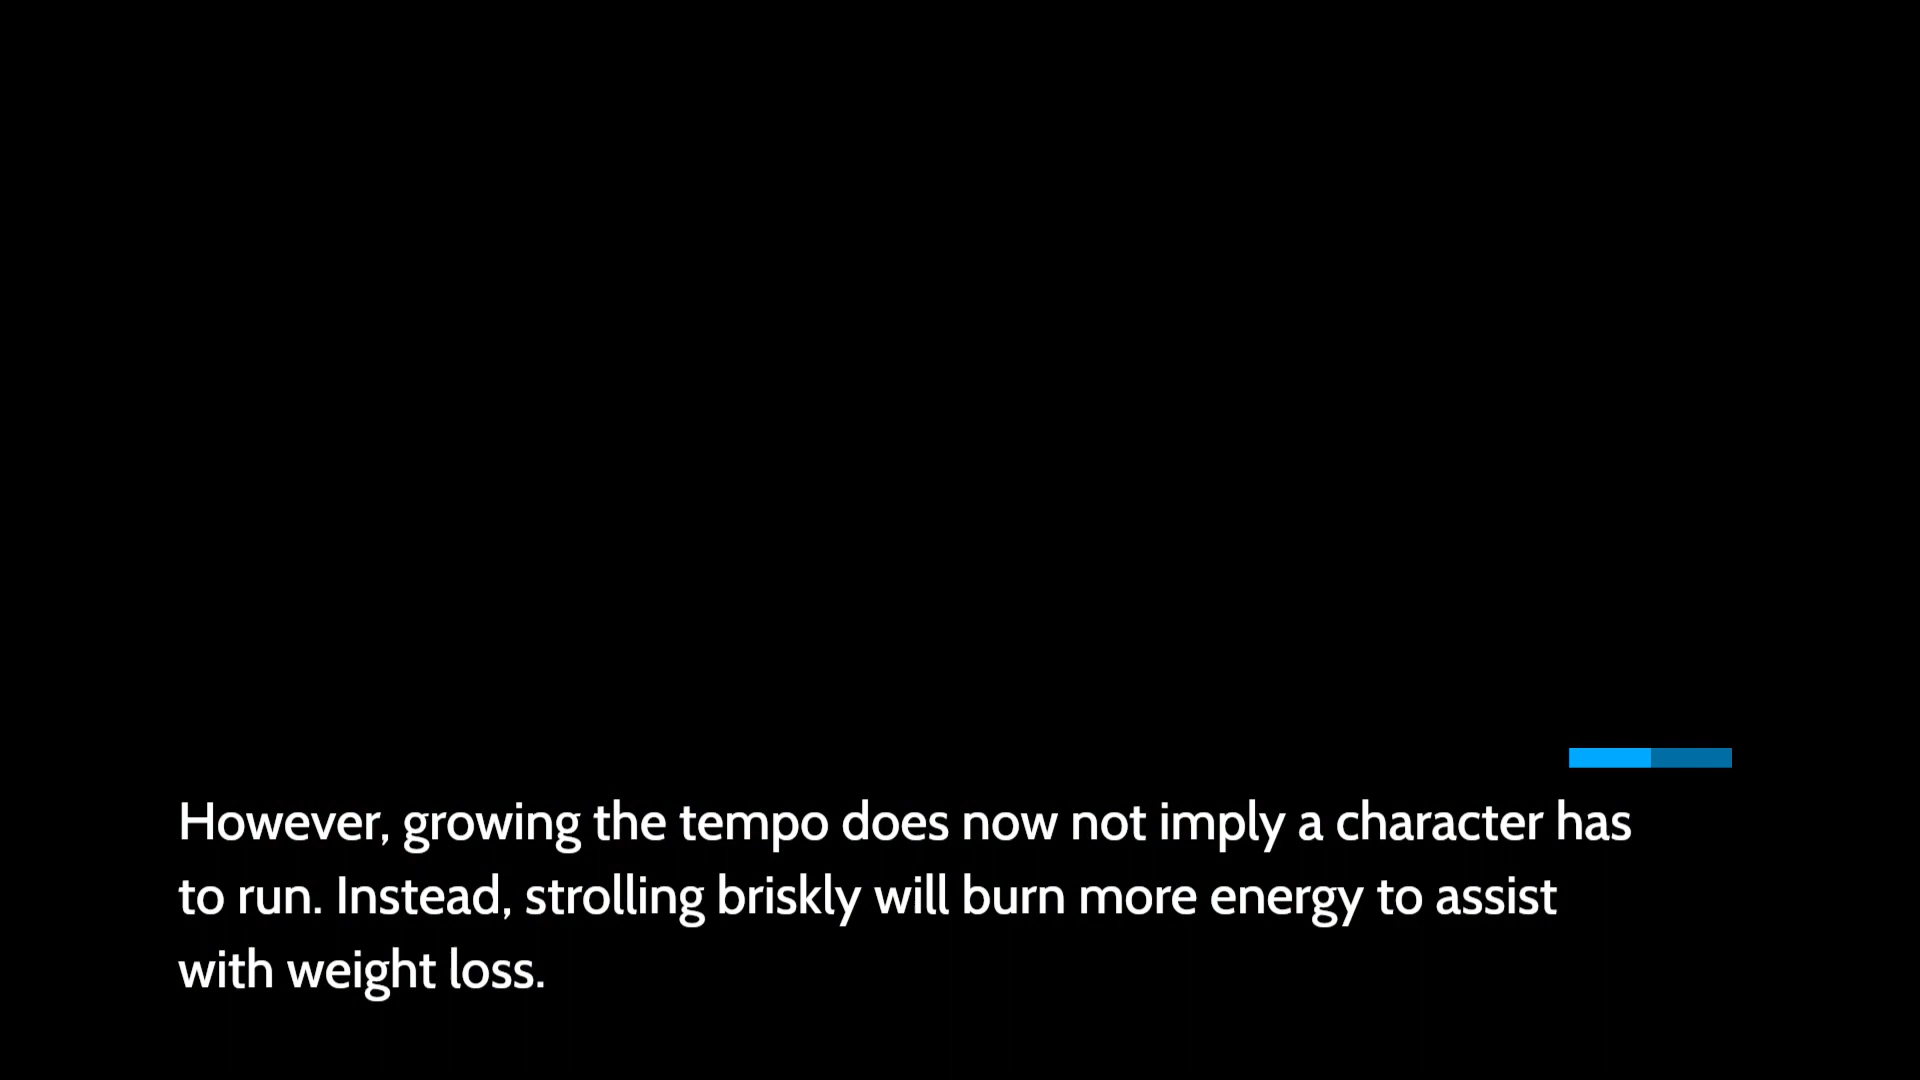 However, growing the tempo does now not imply a character has
to run. Instead, strolling briskly will burn more energy to assist
with weight loss.